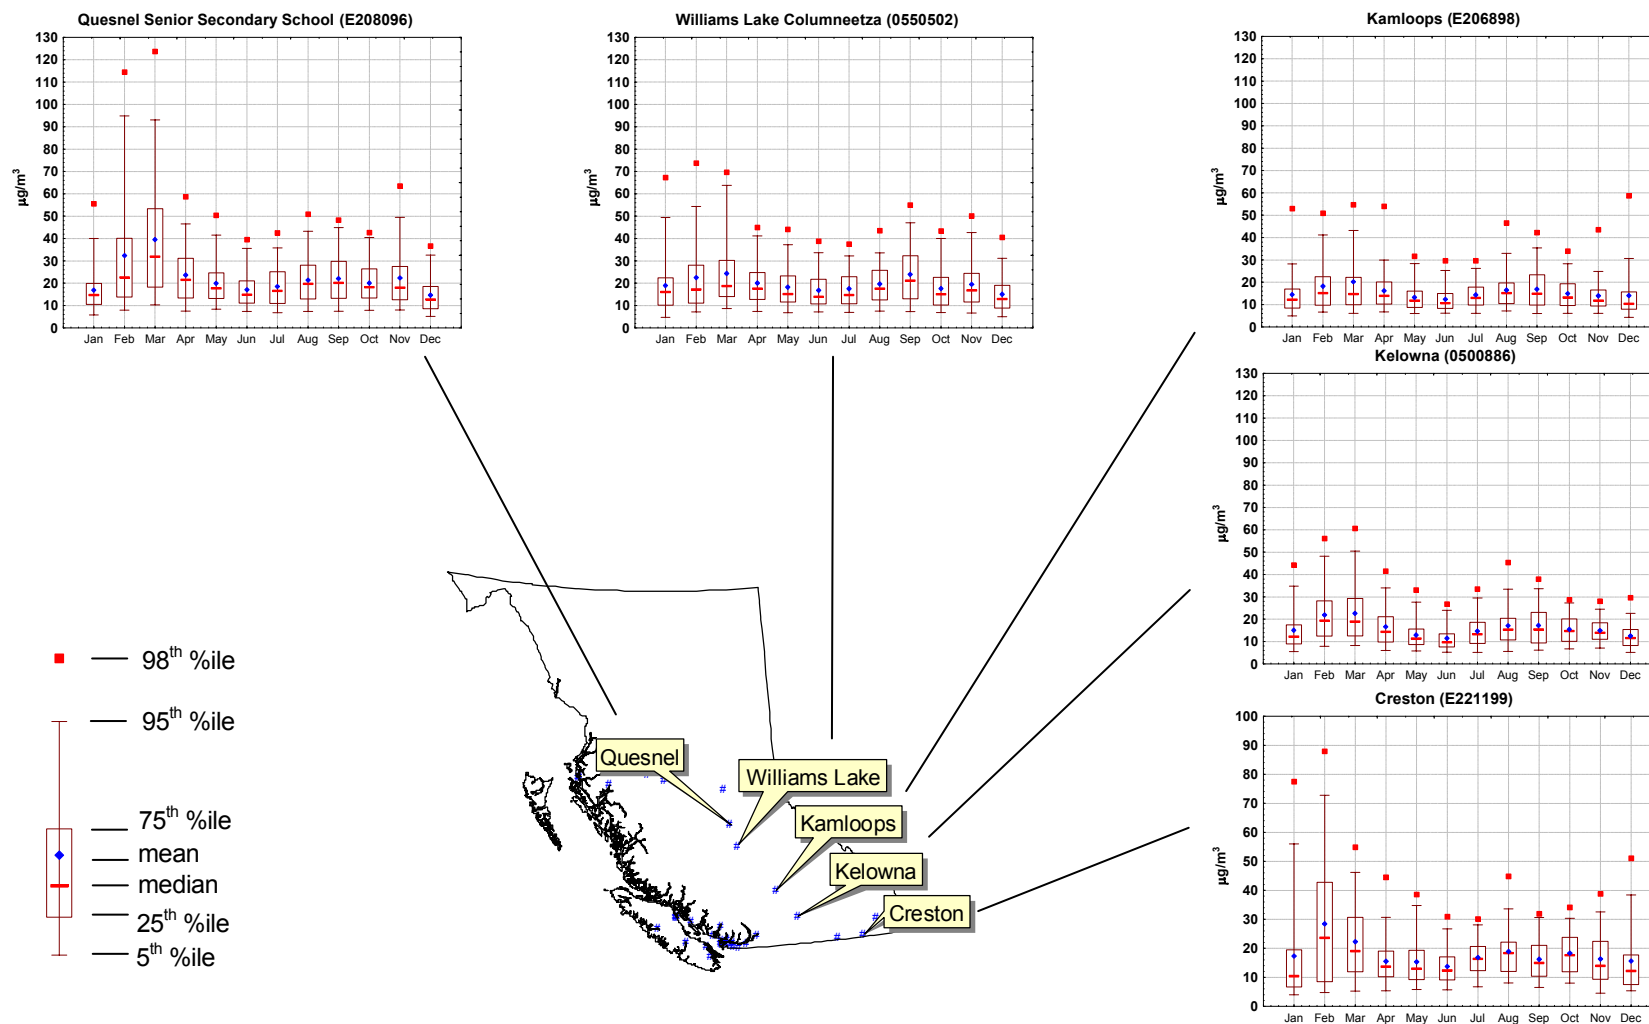 Quesnel Senior Secondary School (E208096)
130
120
110
100
90
80
70
60
50
40
30
20
10
0
µg/m³
Jan Feb Mar Apr May Jun Jul Aug Sep Oct Nov Dec
Williams Lake Columneetza (0550502)
130
120
110
100
90
80
70
60
50
40
30
20
10
0
µg/m³
Jan Feb Mar Apr May Jun Jul Aug Sep Oct Nov Dec
Kamloops (E206898)
130
120
110
100
90
80
70
60
50
40
30
20
10
0
µg/m³
Jan Feb Mar Apr May Jun Jul Aug Sep Oct Nov Dec
Kelowna (0500886)
130
120
110
100
90
80
70
60
50
40
30
20
10
0
µg/m³
Jan Feb Mar Apr May Jun Jul Aug Sep Oct Nov Dec
Creston (E221199)
100
90
80
70
60
50
40
30
20
10
0
µg/m³
Jan Feb Mar Apr May Jun Jul Aug Sep Oct Nov Dec
98th %ile
95th %ile
75th %ile
mean
median
25th %ile
5th %ile
Quesnel
Williams Lake
Kamloops
Kelowna
Creston